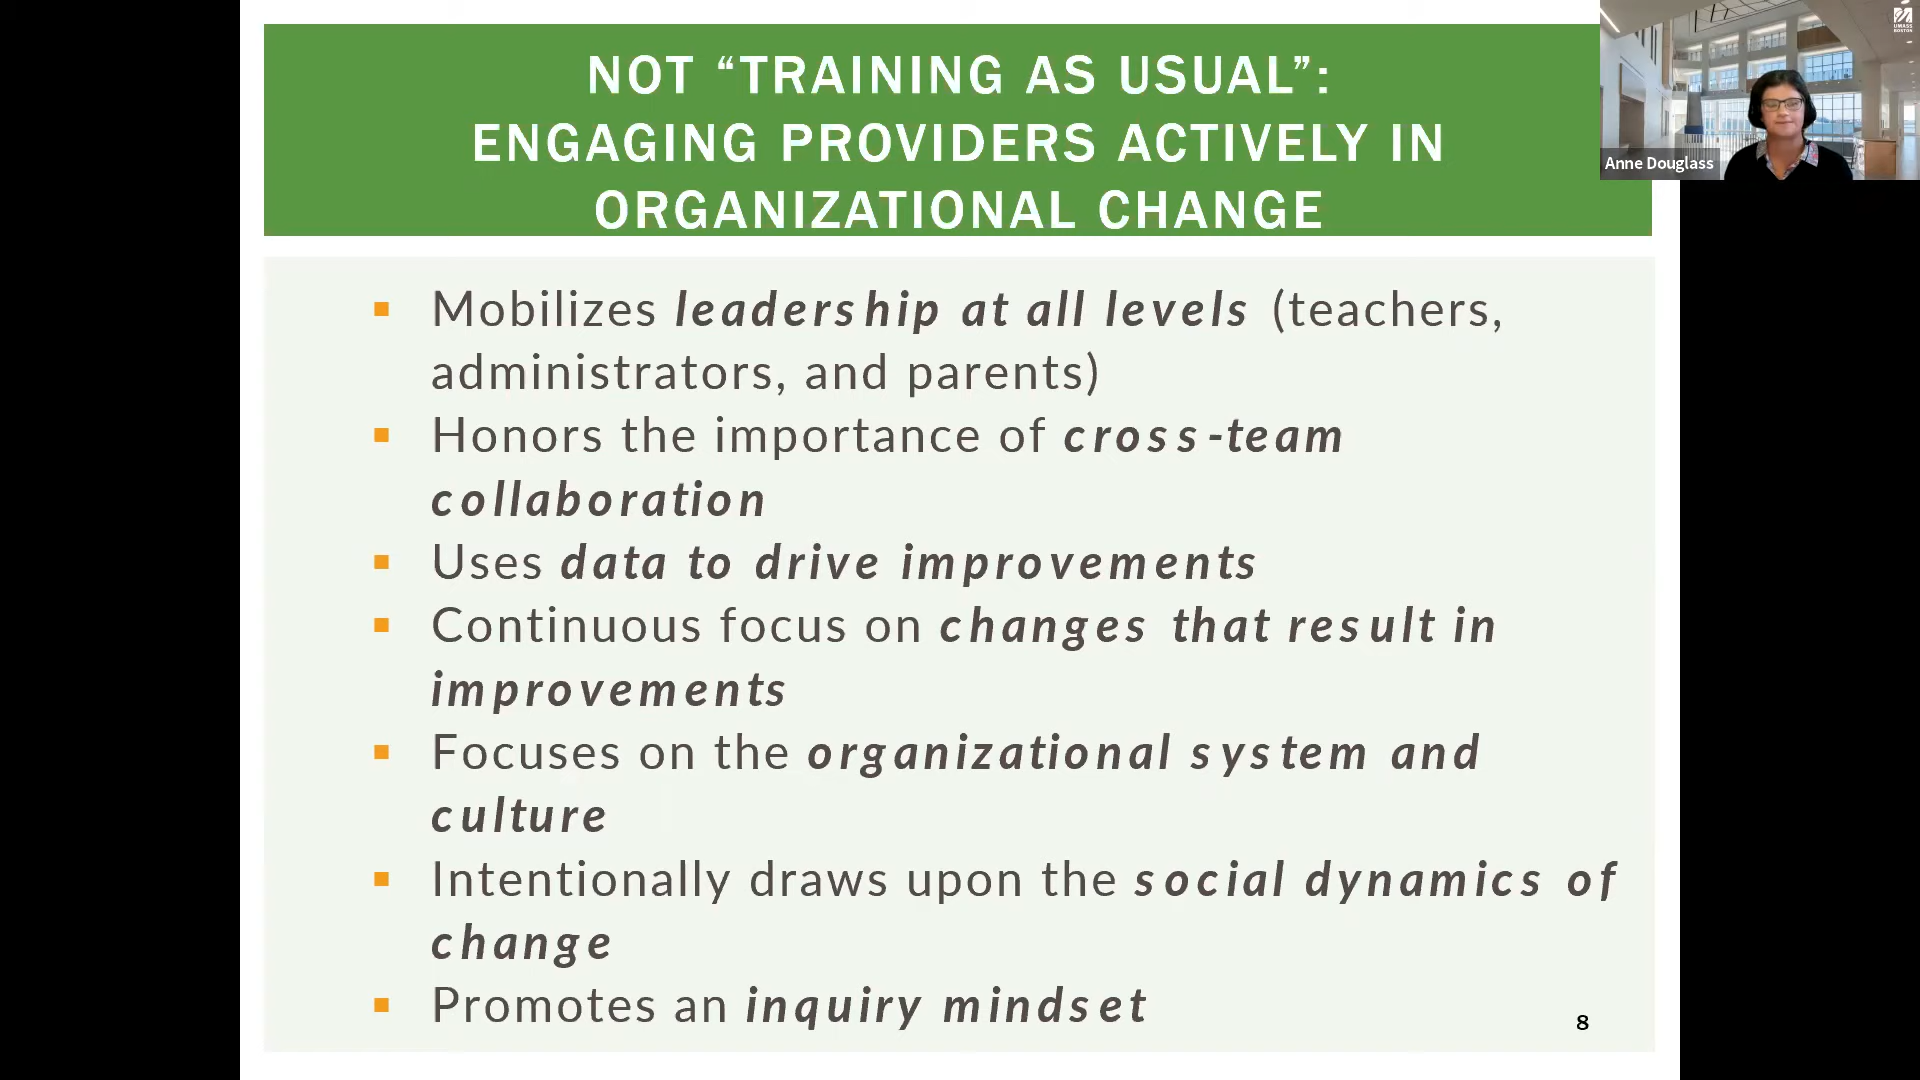 NOT “TRAINING AS USUAL”:
ENGAGING PROVIDERS ACTIVELY IN
ORGANIZATIONAL CHANGE
UMASS
BOSTON
Anne Douglass
Mobilizes leadership at all levels (teachers,
administrators, and parents)
Honors the importance of cross-team
collaboration
Uses data to drive improvements
Continuous focus on changes that result in
improvements
Focuses on the organizational system and
culture
Intentionally draws upon the social dynamics of
change
Promotes an inquiry mindset
8